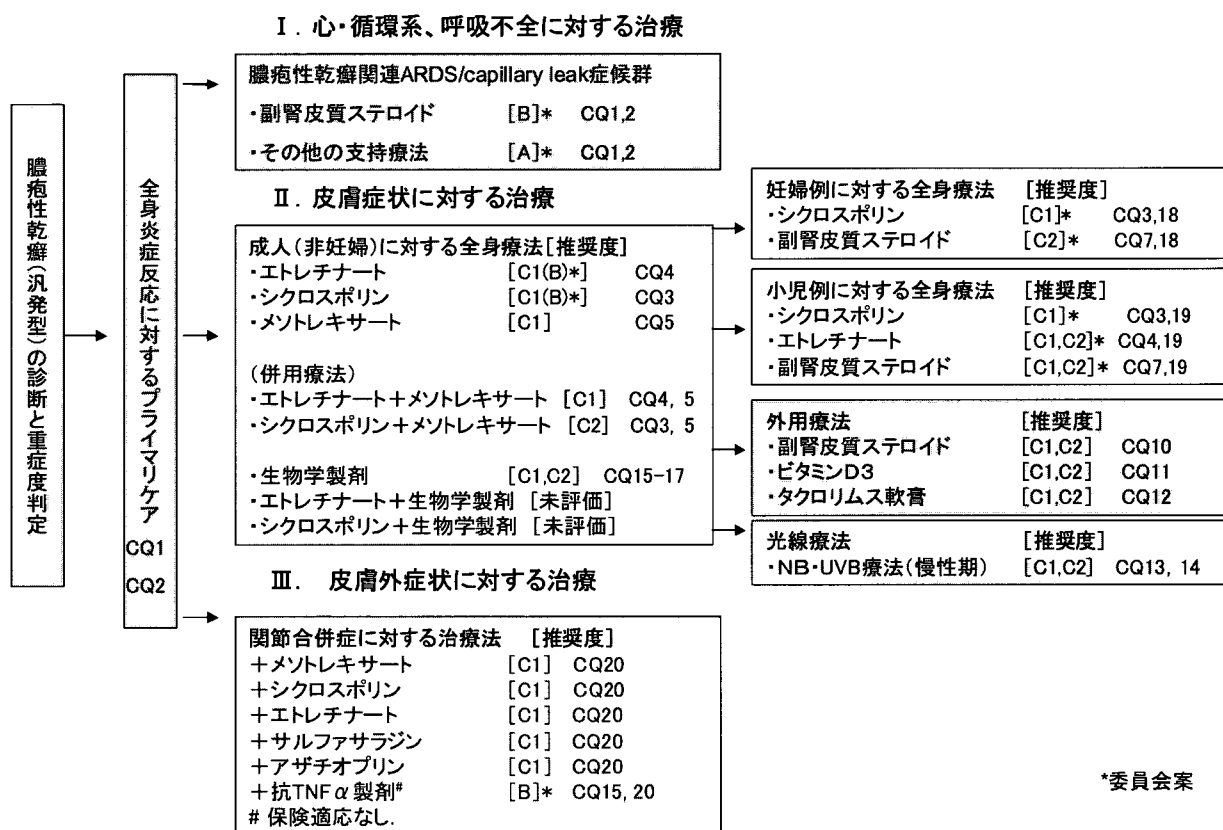 膿疱性乾癬(汎発型)の診断と重症度判定
全身炎症反応に対するプライマリケア
CQ1
CQ2
Ⅰ. 心・循環系、呼吸不全に対する治療
膿疱性乾癬関連ARDS/capillary leak症候群
・副腎皮質ステロイド [B]* CQ1,2
・その他の支持療法 [A]* CQ1,2
Ⅱ. 皮膚症状に対する治療
成人(非妊婦)に対する全身療法[推奨度]
・エトレチナート [C1(B)*] CQ4
・シクロスポリン [C1(B)*] CQ3
・メソトレキサート [C1] CQ5
(併用療法)
・エトレチナート+メソトレキサート [C1] CQ4, 5
・シクロスポリン+メソトレキサート [C2] CQ3, 5
・生物学製剤 [C1,C2] CQ15-17
・エトレチナート+生物学製剤 [未評価]
・シクロスポリン+生物学製剤 [未評価]
妊婦例に対する全身療法 [推奨度]
・シクロスポリン [C1]* CQ3,18
・副腎皮質ステロイド [C2]* CQ7,18
小児例に対する全身療法 [推奨度]
・シクロスポリン [C1]* CQ3,19
・エトレチナート [C1,C2]* CQ4,19
・副腎皮質ステロイド [C1,C2]* CQ7,19
外用療法 [推奨度]
・副腎皮質ステロイド [C1,C2] CQ10
・ビタミンD3 [C1,C2] CQ11
・タクロリムス軟膏 [C1,C2] CQ12
光線療法 [推奨度]
・NB・UVB療法(慢性期) [C1,C2] CQ13, 14
Ⅲ. 皮膚外症状に対する治療
関節合併症に対する治療法 [推奨度]
+メソトレキサート [C1] CQ20
+シクロスポリン [C1] CQ20
+エトレチナート [C1] CQ20
+サルファサラジン [C1] CQ20
+アザチオプリン [C1] CQ20
+抗TNFα製剤# [B]* CQ15, 20
# 保険適応なし.
*委員会案